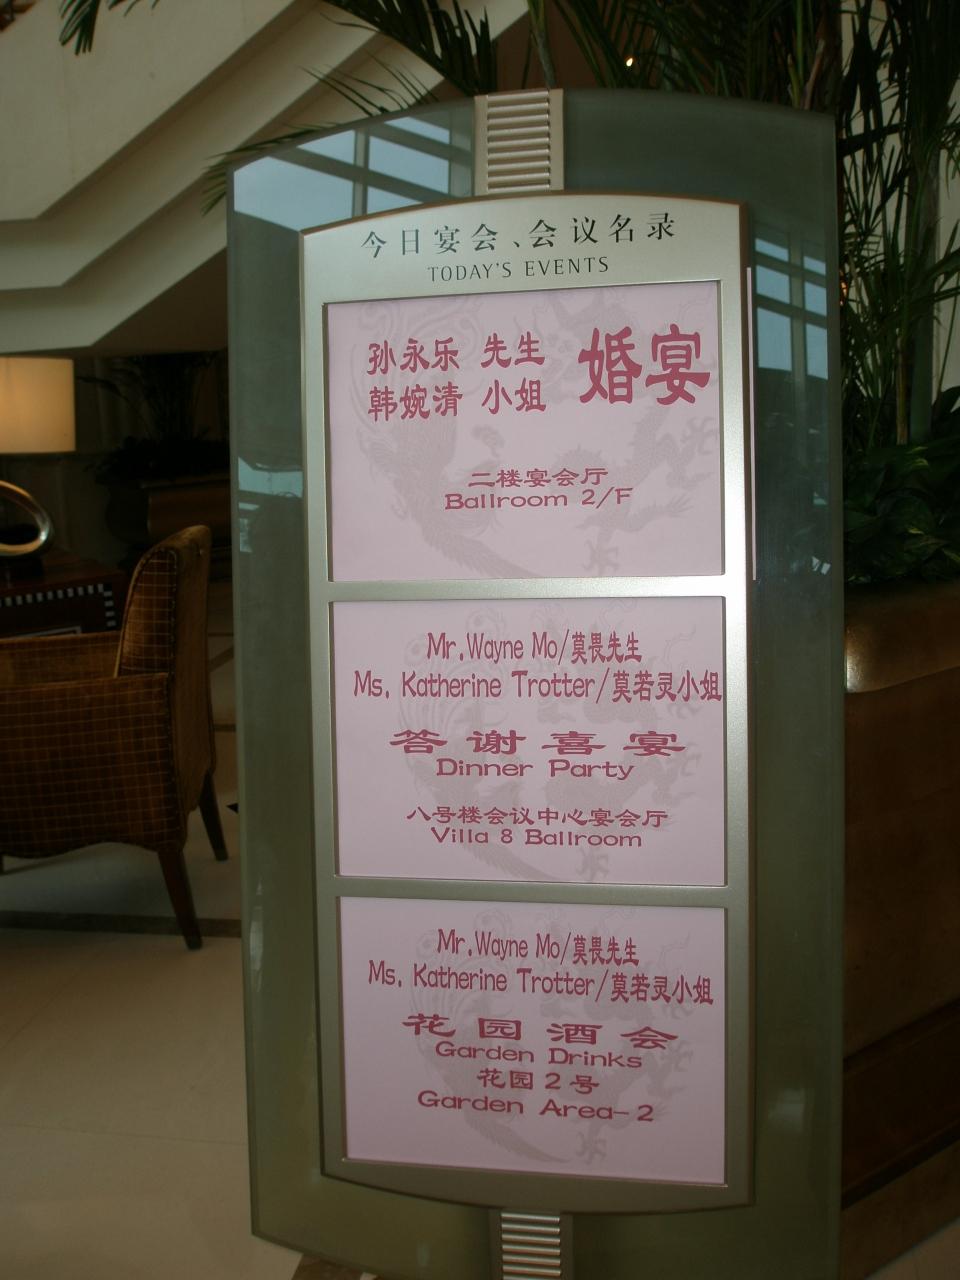 今日宴会、会议名录
TODAY'S EVENTS
孙永乐 先生 婚宴
韩婉清 小姐
二楼宴会厅
Ballroom 2/F
Mr.Wayne Mo/莫畏先生
Ms. Katherine Trotter/莫若灵小姐
答谢喜宴
Dinner Party
八号楼会议中心宴会厅
Villa 8 Ballroom
Mr.Wayne Mo/莫畏先生
Ms. Katherine Trotter/莫若灵小姐
花园酒会
Garden Drinks
花园2号
Garden Area-2